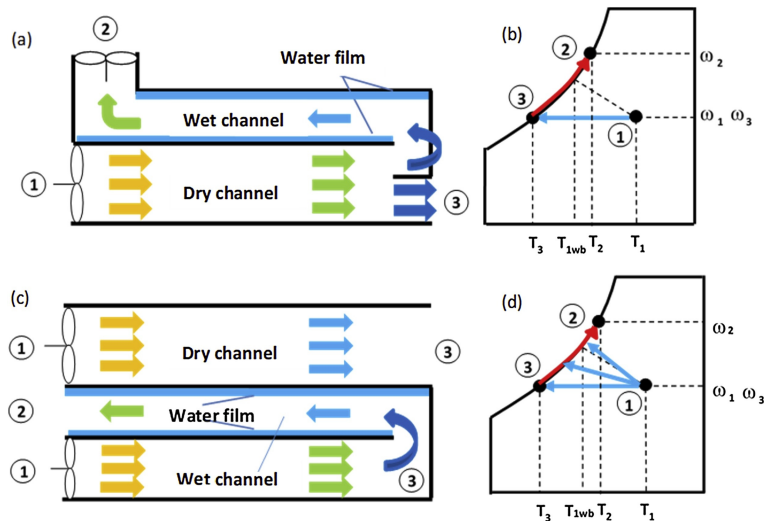 (a)
2
Water film
Wet channel
1
Dry channel
3
(b)
2
ω2
3
ω1 ω3
1
T3 T1wb T2 T1
(c)
1
Dry channel
3
2
Water film
1
Wet channel
3
(d)
2
ω2
3
1
ω1 ω3
T3 T1wb T2 T1